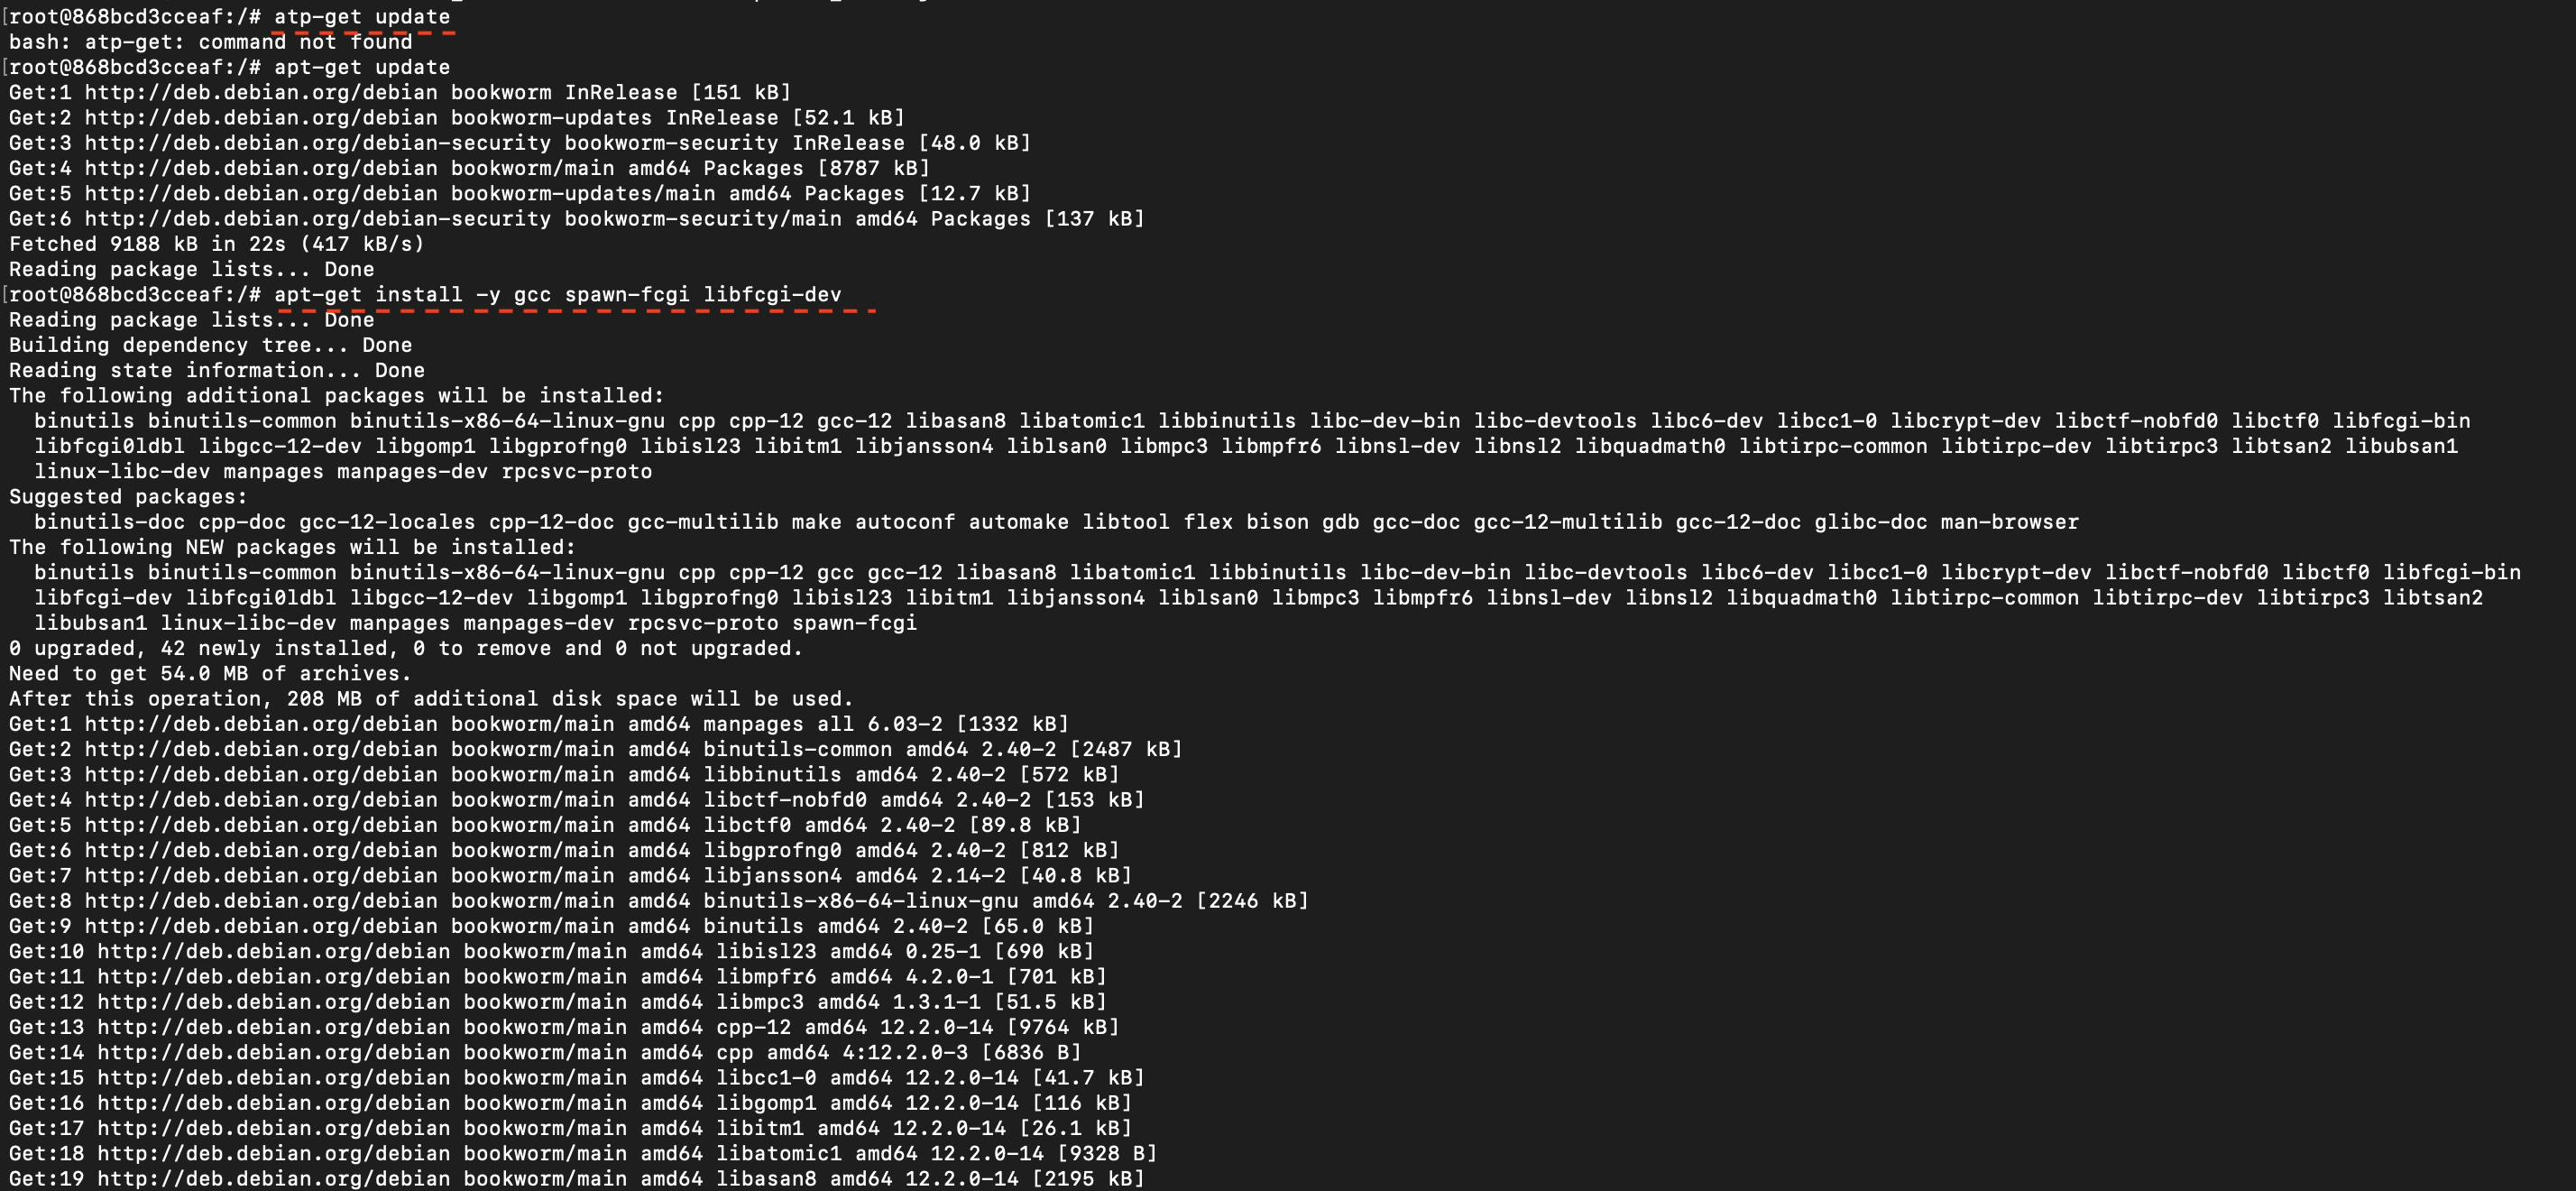 [root@868bcd3cceaf:/# atp-get update
bash: atp-get: command not found
[root@868bcd3cceaf:/# apt-get update
Get:1 http://deb.debian.org/debian bookworm InRelease [151 kB]
Get:2 http://deb.debian.org/debian bookworm-updates InRelease [52.1 kB]
Get:3 http://deb.debian.org/debian-security bookworm-security InRelease [48.0 kB]
Get:4 http://deb.debian.org/debian bookworm/main amd64 Packages [8787 kB]
Get:5 http://deb.debian.org/debian bookworm-updates/main amd64 Packages [12.7 kB]
Get:6 http://deb.debian.org/debian-security bookworm-security/main amd64 Packages [137 kB]
Fetched 9188 kB in 22s (417 kB/s)
Reading package lists... Done
[root@868bcd3cceaf:/# apt-get install -y gcc spawn-fcgi libfcgi-dev
Reading package lists... Done
Building dependency tree... Done
Reading state information... Done
The following additional packages will be installed:
  binutils binutils-common binutils-x86-64-linux-gnu cpp cpp-12 gcc-12 libasan8 libatomic1 libbinutils libc-dev-bin libc-devtools libc6-dev libcc1-0 libcrypt-dev libctf-nobfd0 libctf0 libfcgi-bin
  libfcgi0ldbl libgcc-12-dev libgomp1 libgprofng0 libisl23 libitm1 libjansson4 liblsan0 libmpc3 libmpfr6 libnsl-dev libnsl2 libquadmath0 libtirpc-common libtirpc-dev libtirpc3 libtsan2 libubsan1
  linux-libc-dev manpages manpages-dev rpcsvc-proto
Suggested packages:
  binutils-doc cpp-doc gcc-12-locales cpp-12-doc gcc-multilib make autoconf automake libtool flex bison gdb gcc-doc gcc-12-multilib gcc-12-doc glibc-doc man-browser
The following NEW packages will be installed:
  binutils binutils-common binutils-x86-64-linux-gnu cpp cpp-12 gcc gcc-12 libasan8 libatomic1 libbinutils libc-dev-bin libc-devtools libc6-dev libcc1-0 libcrypt-dev libctf-nobfd0 libctf0 libfcgi-bin
  libfcgi-dev libfcgi0ldbl libgcc-12-dev libgomp1 libgprofng0 libisl23 libitm1 libjansson4 liblsan0 libmpc3 libmpfr6 libnsl-dev libnsl2 libquadmath0 libtirpc-common libtirpc-dev libtirpc3 libtsan2
  libubsan1 linux-libc-dev manpages manpages-dev rpcsvc-proto spawn-fcgi
0 upgraded, 42 newly installed, 0 to remove and 0 not upgraded.
Need to get 54.0 MB of archives.
After this operation, 208 MB of additional disk space will be used.
Get:1 http://deb.debian.org/debian bookworm/main amd64 manpages all 6.03-2 [1332 kB]
Get:2 http://deb.debian.org/debian bookworm/main amd64 binutils-common amd64 2.40-2 [2487 kB]
Get:3 http://deb.debian.org/debian bookworm/main amd64 libbinutils amd64 2.40-2 [572 kB]
Get:4 http://deb.debian.org/debian bookworm/main amd64 libctf-nobfd0 amd64 2.40-2 [153 kB]
Get:5 http://deb.debian.org/debian bookworm/main amd64 libctf0 amd64 2.40-2 [89.8 kB]
Get:6 http://deb.debian.org/debian bookworm/main amd64 libgprofng0 amd64 2.40-2 [812 kB]
Get:7 http://deb.debian.org/debian bookworm/main amd64 libjansson4 amd64 2.14-2 [40.8 kB]
Get:8 http://deb.debian.org/debian bookworm/main amd64 binutils-x86-64-linux-gnu amd64 2.40-2 [2246 kB]
Get:9 http://deb.debian.org/debian bookworm/main amd64 binutils amd64 2.40-2 [65.0 kB]
Get:10 http://deb.debian.org/debian bookworm/main amd64 libisl23 amd64 0.25-1 [690 kB]
Get:11 http://deb.debian.org/debian bookworm/main amd64 libmpfr6 amd64 4.2.0-1 [701 kB]
Get:12 http://deb.debian.org/debian bookworm/main amd64 libmpc3 amd64 1.3.1-1 [51.5 kB]
Get:13 http://deb.debian.org/debian bookworm/main amd64 cpp-12 amd64 12.2.0-14 [9764 kB]
Get:14 http://deb.debian.org/debian bookworm/main amd64 cpp amd64 4:12.2.0-3 [6836 B]
Get:15 http://deb.debian.org/debian bookworm/main amd64 libcc1-0 amd64 12.2.0-14 [41.7 kB]
Get:16 http://deb.debian.org/debian bookworm/main amd64 libgomp1 amd64 12.2.0-14 [116 kB]
Get:17 http://deb.debian.org/debian bookworm/main amd64 libitm1 amd64 12.2.0-14 [26.1 kB]
Get:18 http://deb.debian.org/debian bookworm/main amd64 libatomic1 amd64 12.2.0-14 [9328 B]
Get:19 http://deb.debian.org/debian bookworm/main amd64 libasan8 amd64 12.2.0-14 [2195 kB]